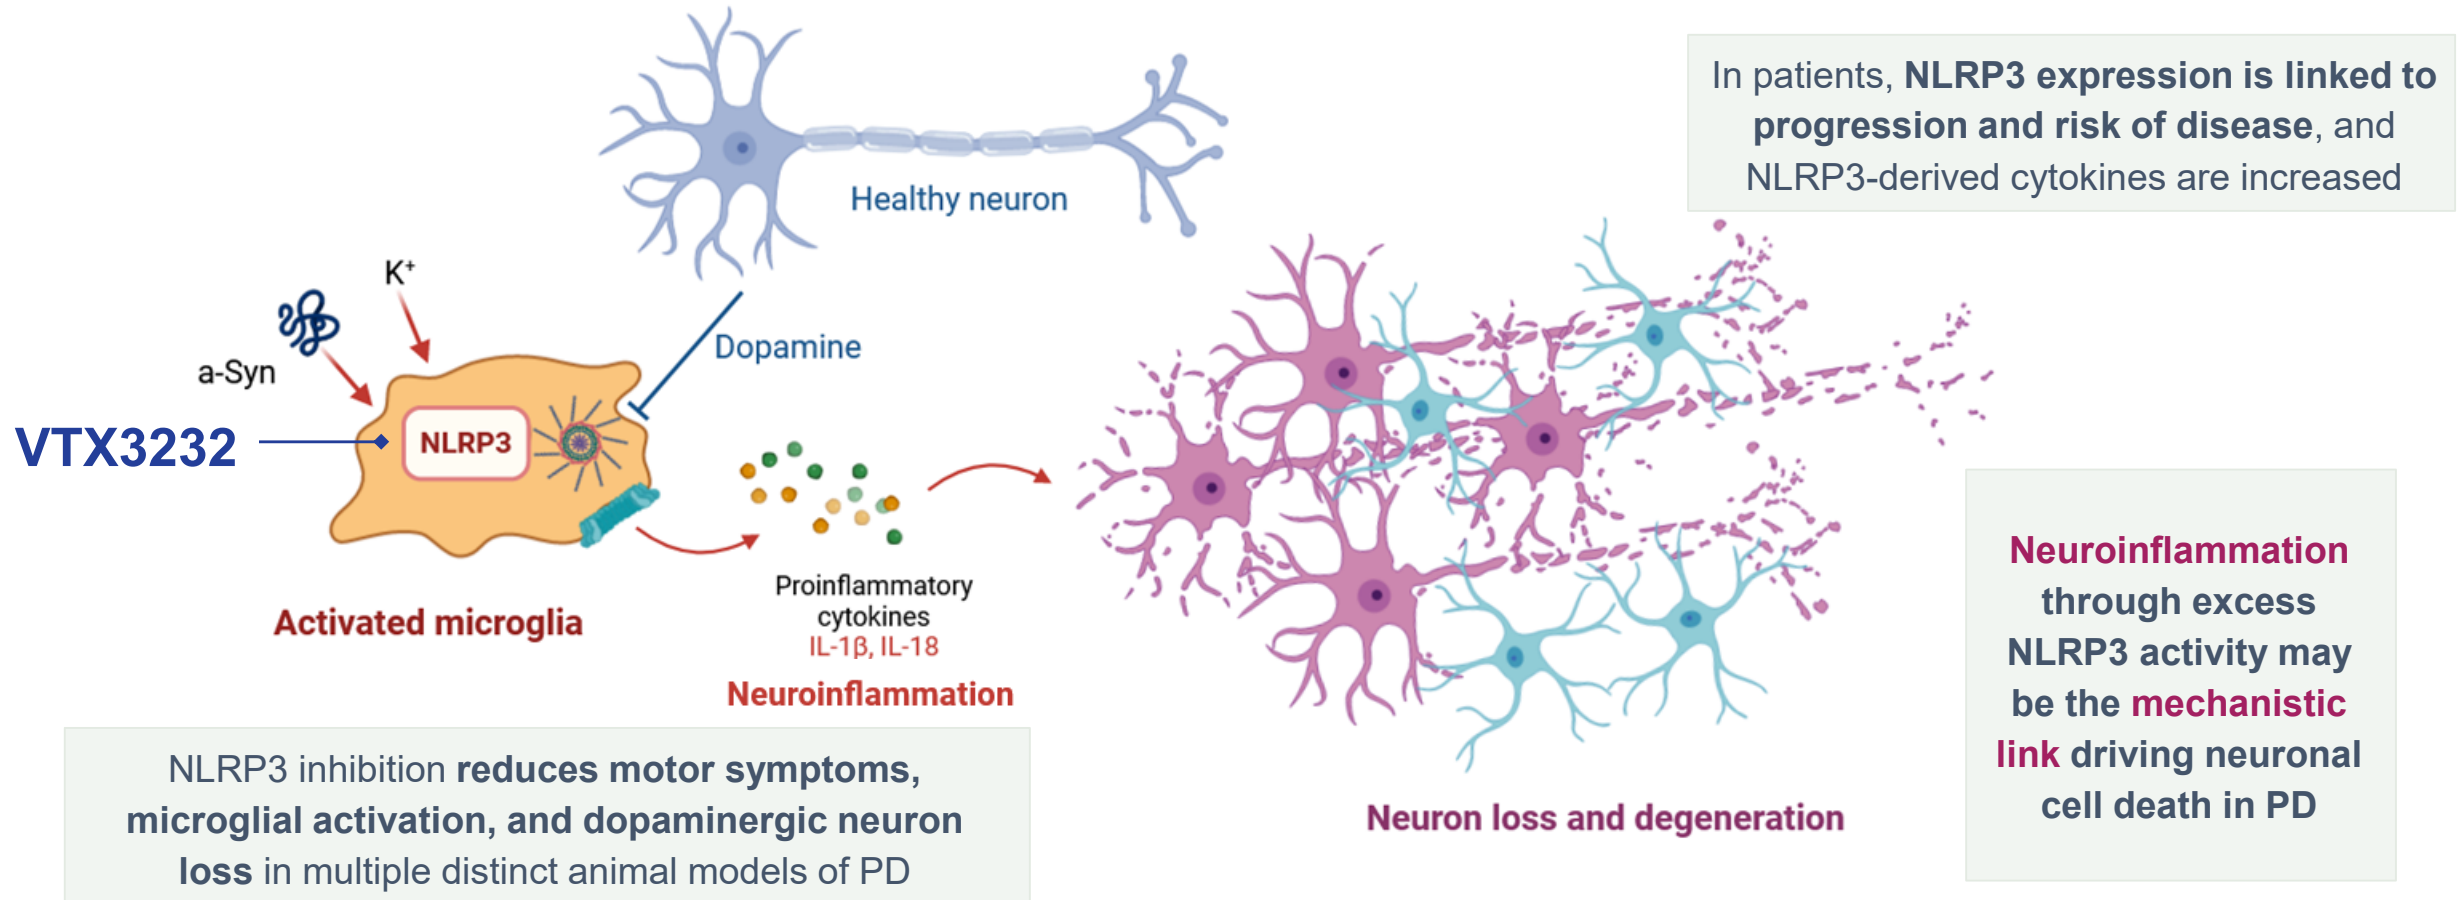 In patients, NLRP3 expression is linked to
progression and risk of disease, and
NLRP3-derived cytokines are increased
Healthy neuron
K⁺
Dopamine
a-Syn
VTX3232
NLRP3
Activated microglia
Proinflammatory
cytokines
IL-1β, IL-18
Neuroinflammation
Neuroinflammation
through excess
NLRP3 activity may
be the mechanistic
link driving neuronal
cell death in PD
Neuron loss and degeneration
NLRP3 inhibition reduces motor symptoms,
microglial activation, and dopaminergic neuron
loss in multiple distinct animal models of PD